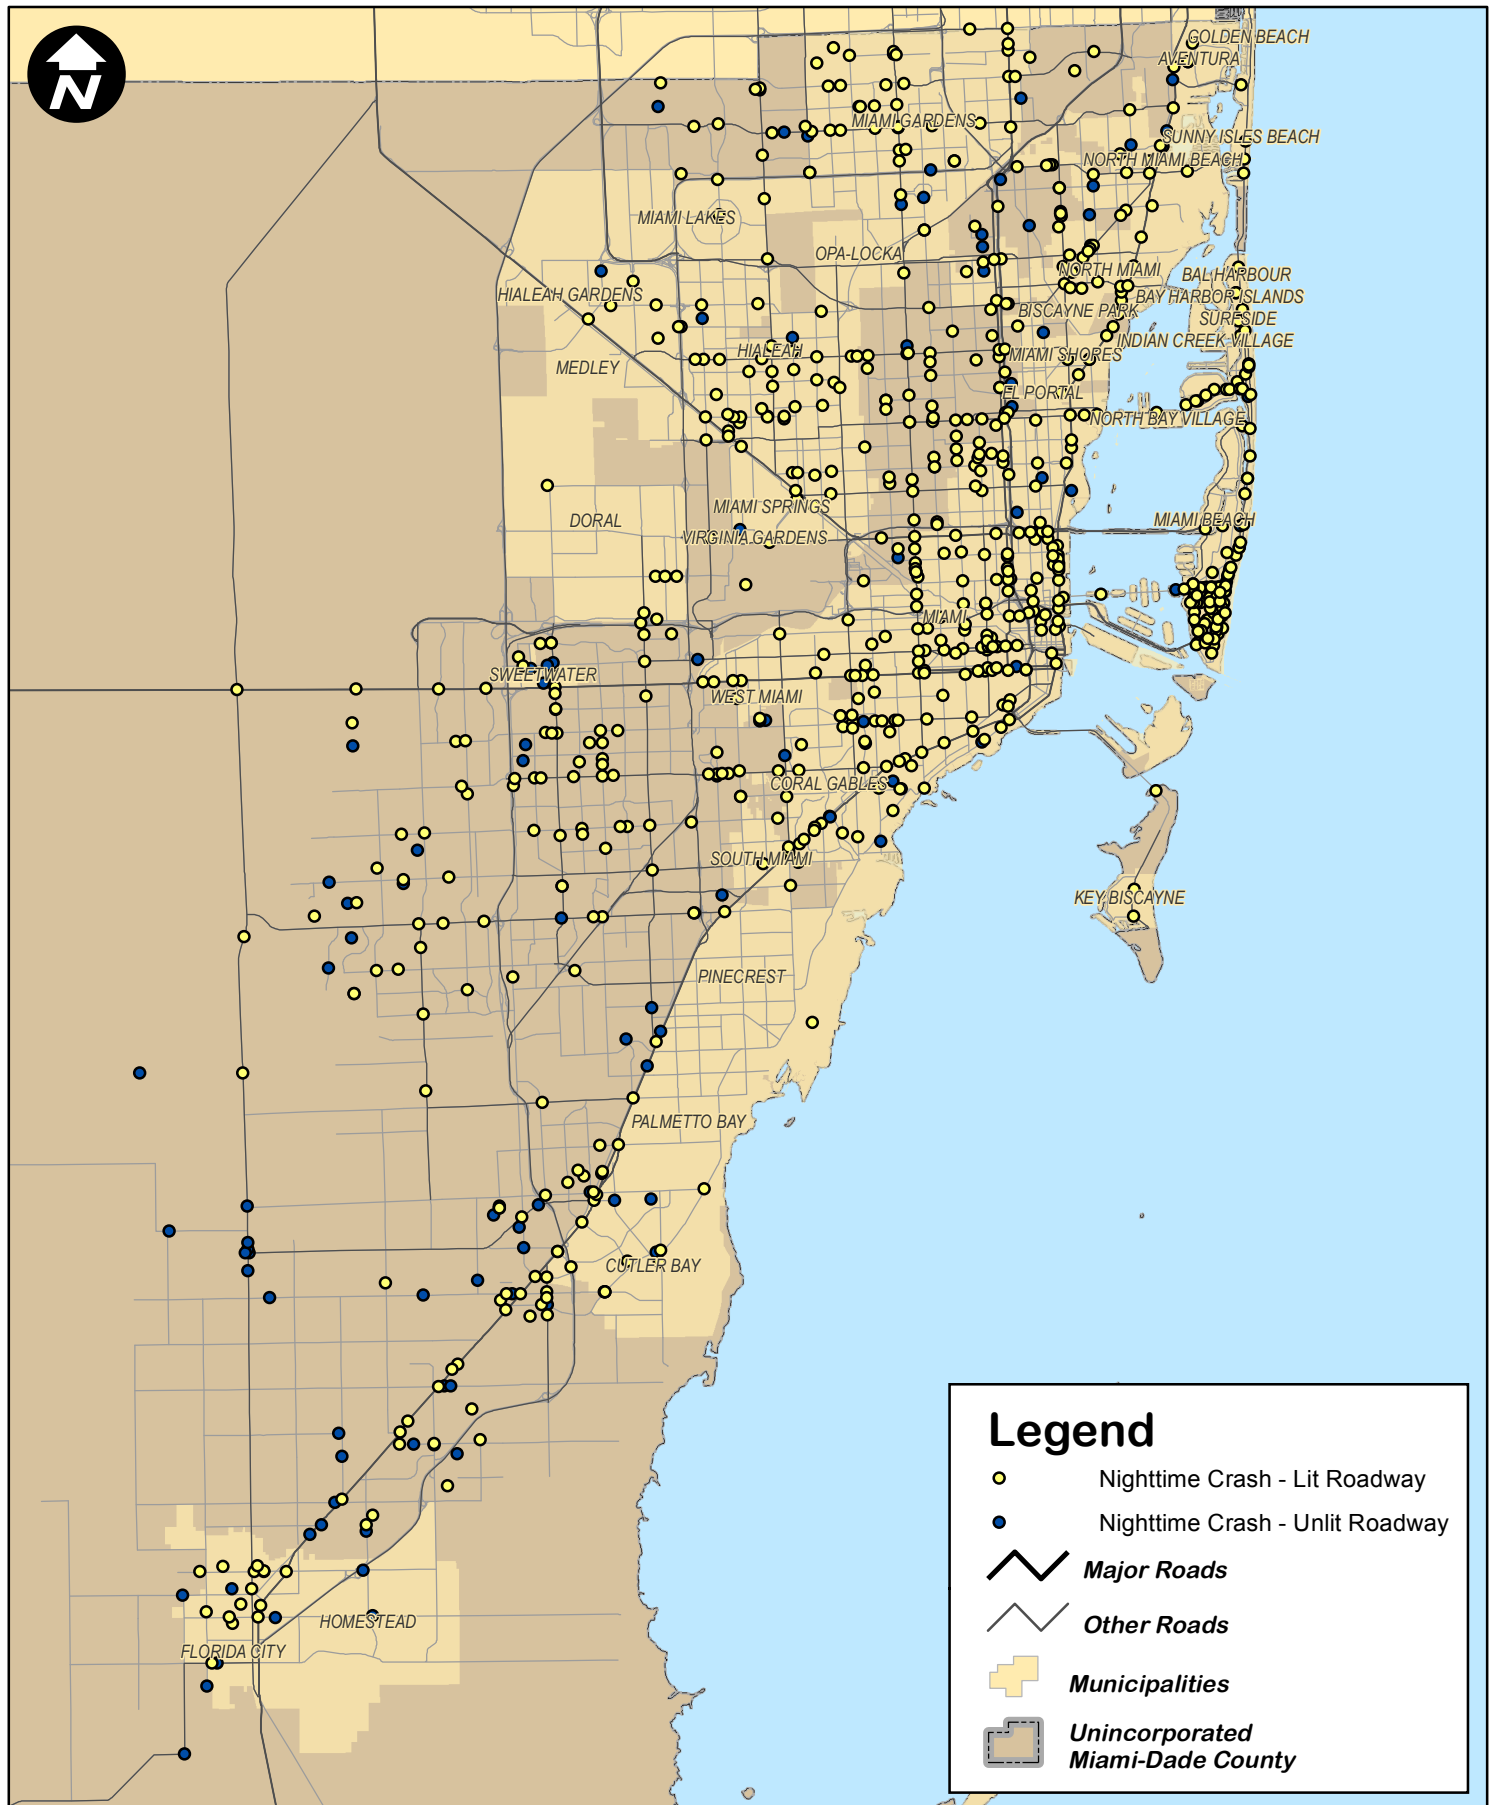 N
GOLDEN BEACH
AVENTURA
MIAMI GARDENS
SUNNY ISLES BEACH
NORTH MIAMI BEACH
MIAMI LAKES
OPA-LOCKA
NORTH MIAMI
BAL HARBOUR
HIALEAH GARDENS
BAY HARBOR ISLANDS
BISCAYNE PARK
SURFSIDE
INDIAN CREEK VILLAGE
HIALEAH
MIAMI SHORES
MEDLEY
EL PORTAL
NORTH BAY VILLAGE
MIAMI SPRINGS
DORAL
MIAMI BEACH
VIRGINIA GARDENS
MIAMI
SWEETWATER
WEST MIAMI
CORAL GABLES
SOUTH MIAMI
KEY BISCAYNE
PINECREST
PALMETTO BAY
CUTLER BAY
HOMESTEAD
FLORIDA CITY
Legend
Nighttime Crash - Lit Roadway
Nighttime Crash - Unlit Roadway
Major Roads
Other Roads
Municipalities
Unincorporated
Miami-Dade County